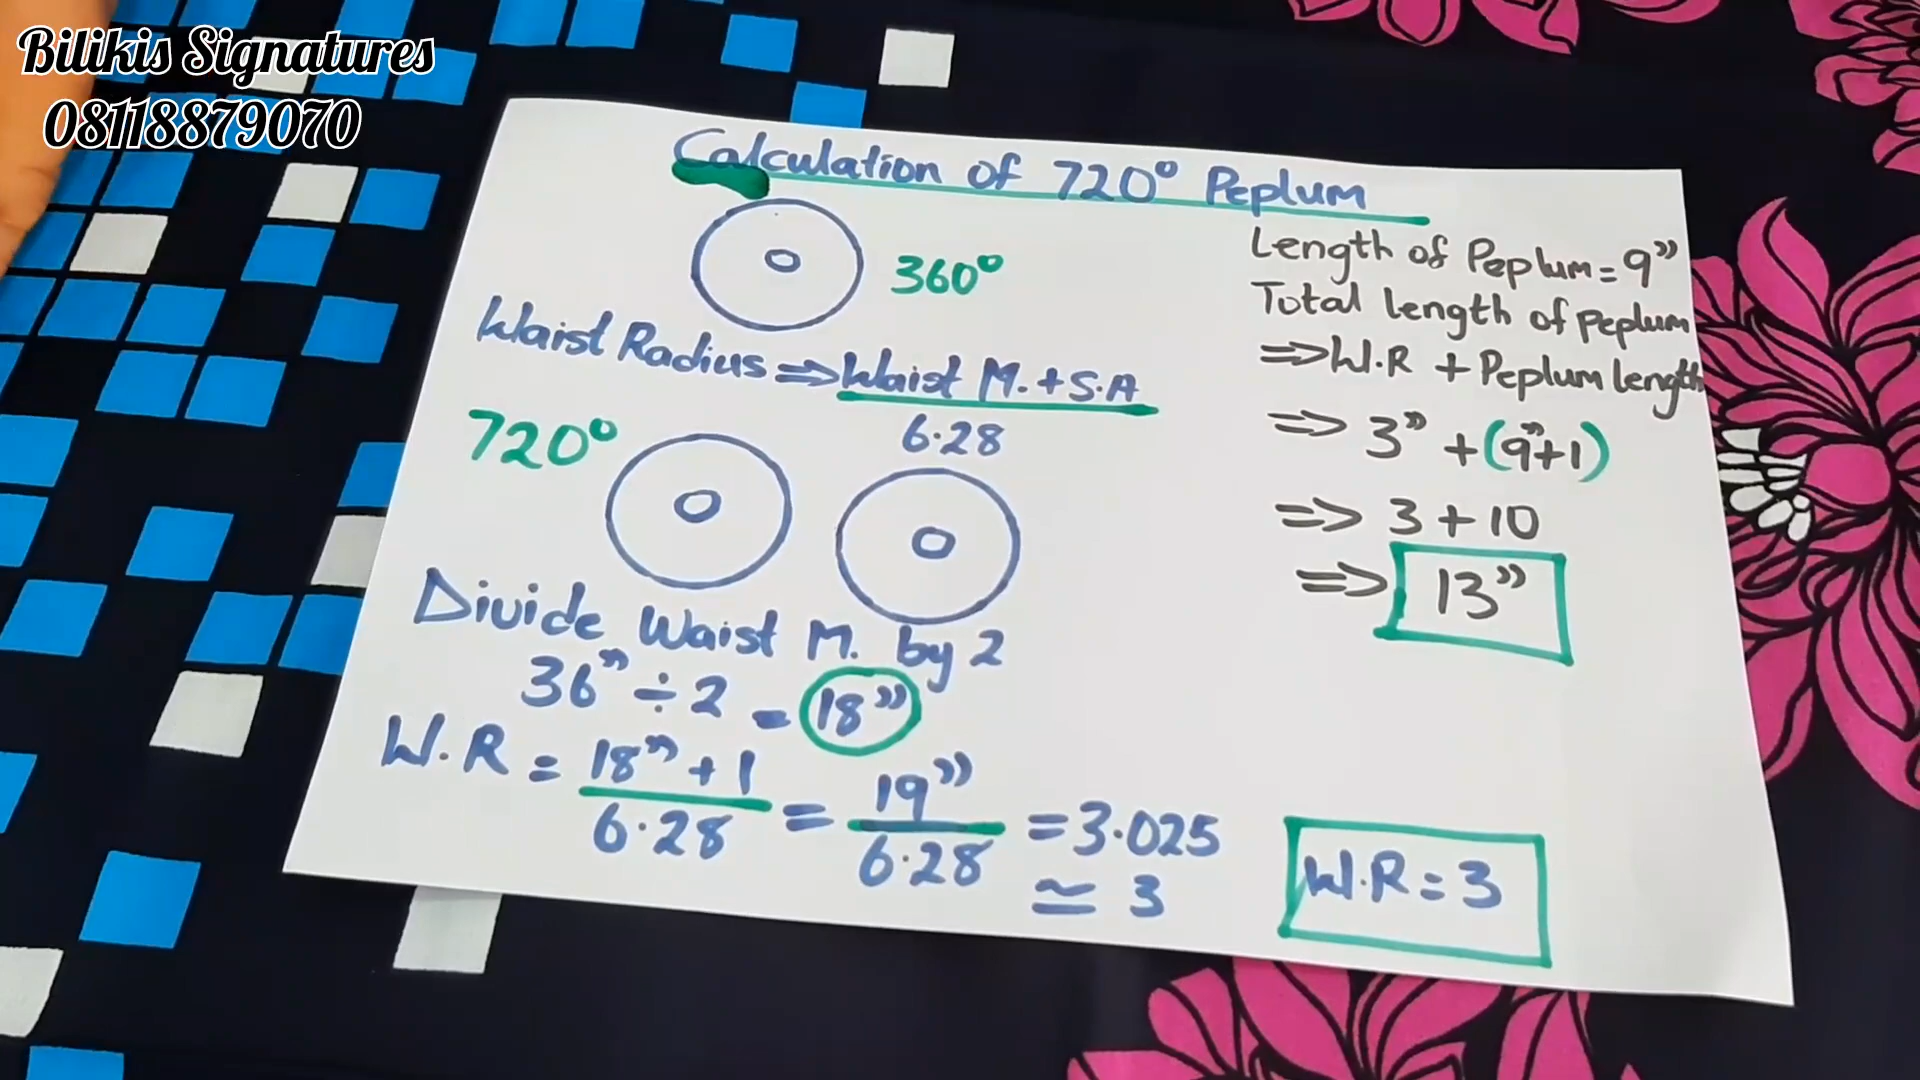 Bilikis Signatures
08118879070
Calculation of 720° Peplum
360°
Waist Radius ⇒ Waist M. + S.A
6.28
720°
Divide Waist M. by 2
36" ÷ 2 = 18"
W.R = 18" + 1 = 19" = 3.025
6.28 6.28 ≃ 3
Length of Peplum = 9"
Total length of peplum
⇒ W.R + Peplum length
⇒ 3" + (9"+1)
⇒ 3 + 10
⇒ 13"
W.R = 3